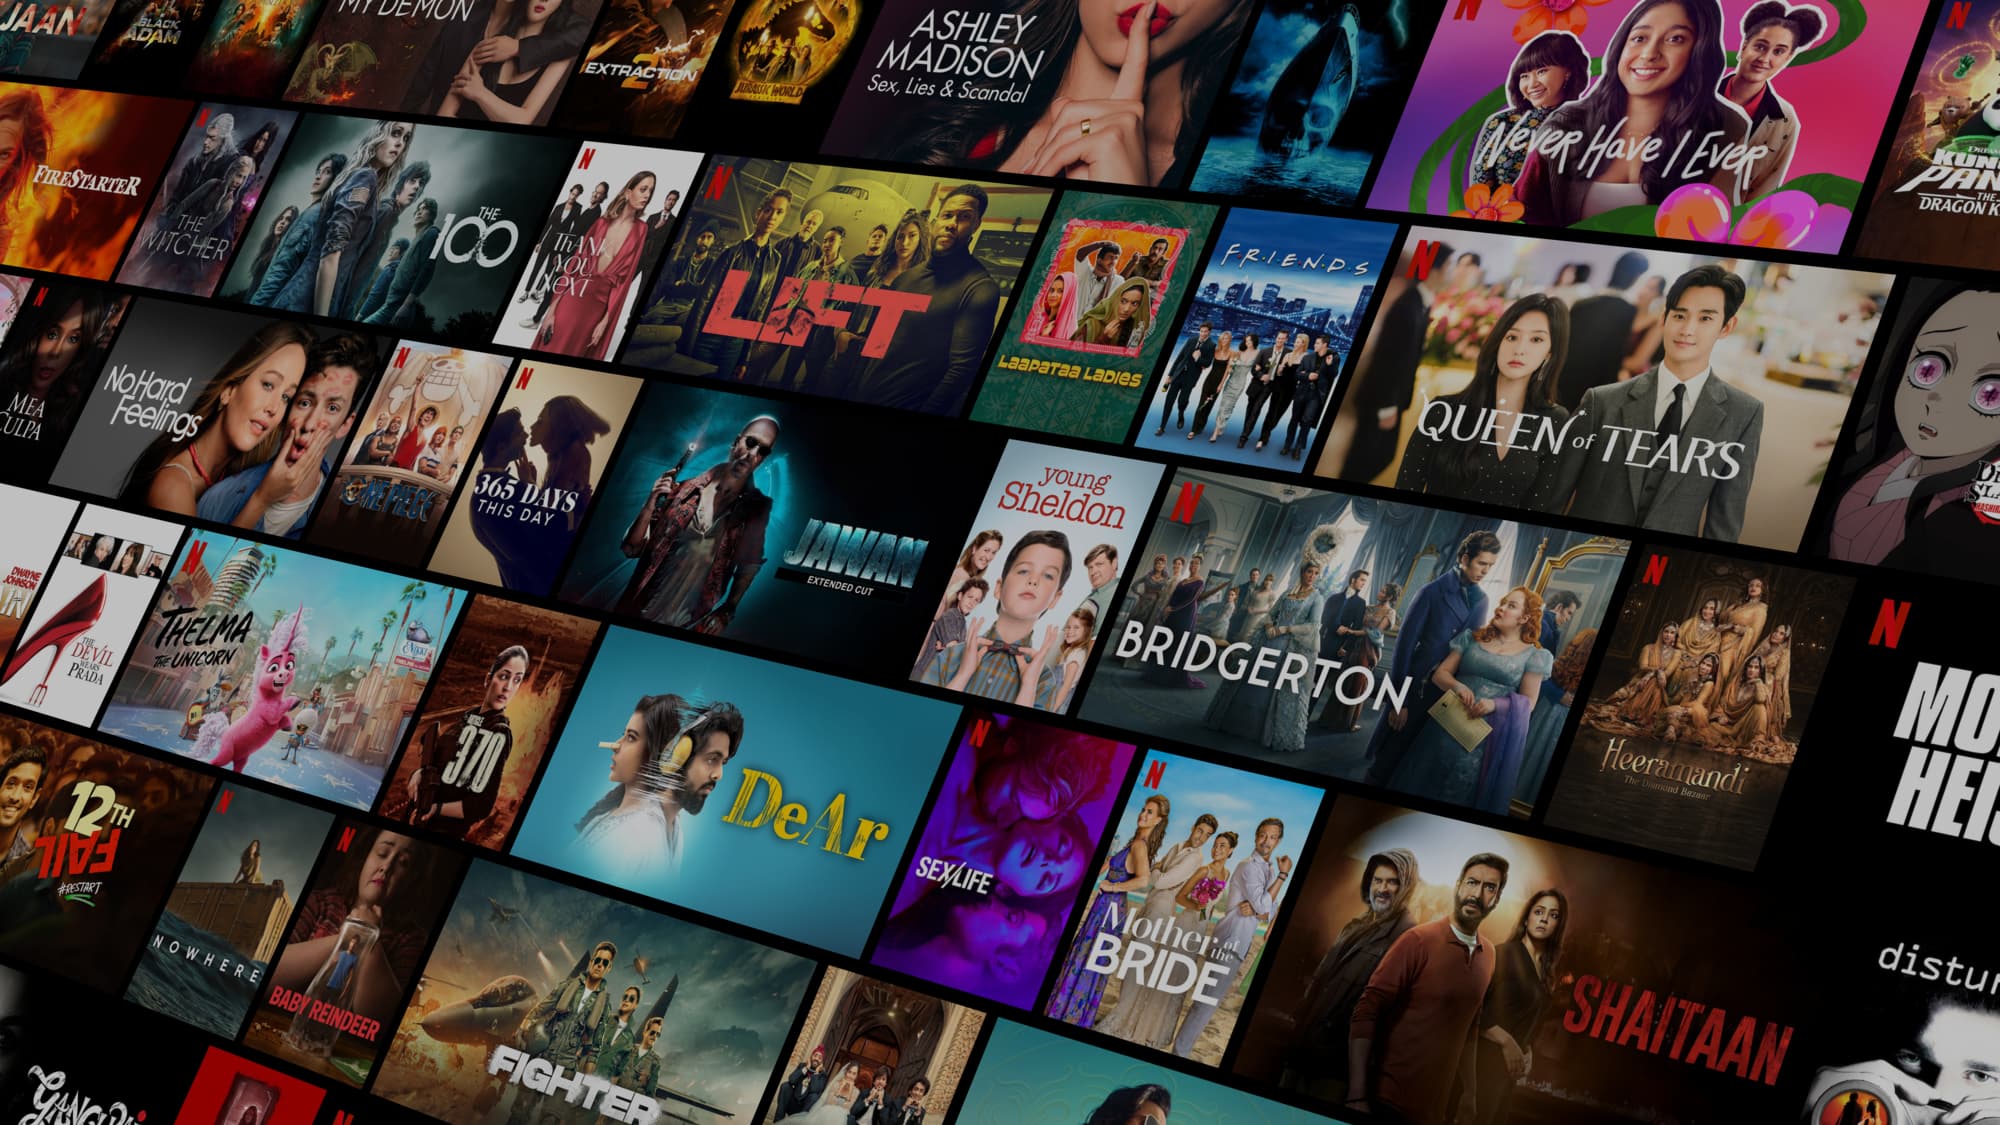 JAAN
BLACK
ADAM
MY DEMON
EXTRACTION
2
JURASSIC WORLD
ASHLEY
MADISON
Sex, Lies & Scandal
N
Never Have I Ever
N
KUNG
PAN
THE
DRAGON K
FIRESTARTER
N
THE
WITCHER
THE
100
N
THANK
YOU,
NEXT
N
LIFT
LAAPATAA LADIES
F·R·I·E·N·D·S
N
QUEEN of TEARS
N
MEA
CULPA
No Hard
Feelings
N
ONE PIECE
N
365 DAYS
THIS DAY
JAWAN
EXTENDED CUT
young
Sheldon
N
BRIDGERTON
N
Heeramandi
The Diamond Bazaar
N
MO
HEIS
DWAYNE
JOHNSON
THE
DEVIL
WEARS
PRADA
N
THELMA
THE UNICORN
ARTICLE
370
DeAr
N
SEX/LIFE
N
Mother of the
BRIDE
SHAITAAN
distur
12TH
FAIL
#RESTART
N
NOWHERE
N
BABY REINDEER
FIGHTER
N